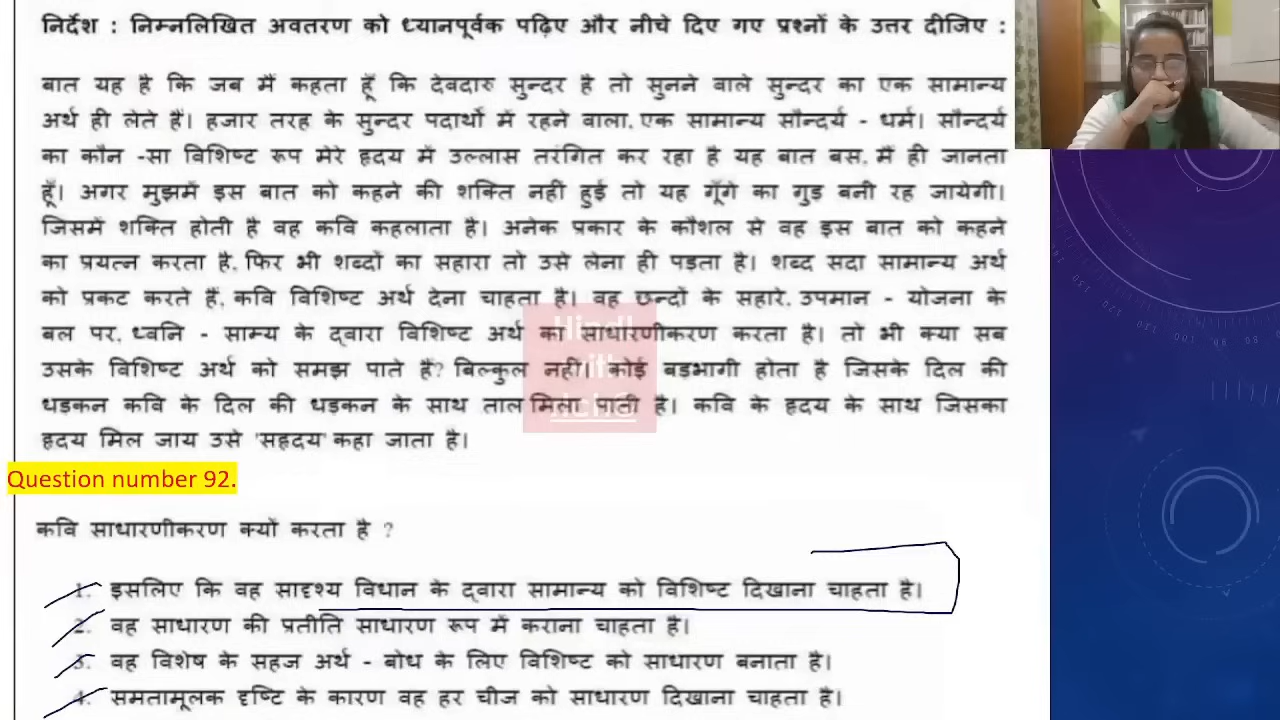 निर्देश : निम्नलिखित अवतरण को ध्यानपूर्वक पढ़िए और नीचे दिए गए प्रश्नों के उत्तर दीजिए :
बात यह है कि जब मैं कहता हूँ कि देवदारु सुन्दर है तो सुनने वाले सुन्दर का एक सामान्य
अर्थ ही लेते हैं। हजार तरह के सुन्दर पदार्थों में रहने वाला, एक सामान्य सौन्दर्य - धर्म। सौन्दर्य
का कौन -सा विशिष्ट रूप मेरे हृदय में उल्लास तरंगित कर रहा है यह बात बस, मैं ही जानता
हूँ। अगर मुझमें इस बात को कहने की शक्ति नहीं हुई तो यह गूँगे का गुड़ बनी रह जायेगी।
जिसमें शक्ति होती है वह कवि कहलाता है। अनेक प्रकार के कौशल से वह इस बात को कहने
का प्रयत्न करता है, फिर भी शब्दों का सहारा तो उसे लेना ही पड़ता है। शब्द सदा सामान्य अर्थ
को प्रकट करते हैं, कवि विशिष्ट अर्थ देना चाहता है। वह छन्दों के सहारे, उपमान - योजना के
बल पर, ध्वनि - साम्य के द्वारा विशिष्ट अर्थ का साधारणीकरण करता है। तो भी क्या सब
उसके विशिष्ट अर्थ को समझ पाते हैं? बिल्कुल नहीं। कोई बड़भागी होता है जिसके दिल की
धड़कन कवि के दिल की धड़कन के साथ ताल मिला पाती है। कवि के हृदय के साथ जिसका
हृदय मिल जाय उसे 'सहृदय' कहा जाता है।
Hindi
with
Question number 92.
कवि साधारणीकरण क्यों करता है ?
1. इसलिए कि वह सादृश्य विधान के द्वारा सामान्य को विशिष्ट दिखाना चाहता है।
2. वह साधारण की प्रतीति साधारण रूप में कराना चाहता है।
3. वह विशेष के सहज अर्थ - बोध के लिए विशिष्ट को साधारण बनाता है।
4. समतामूलक दृष्टि के कारण वह हर चीज को साधारण दिखाना चाहता है।